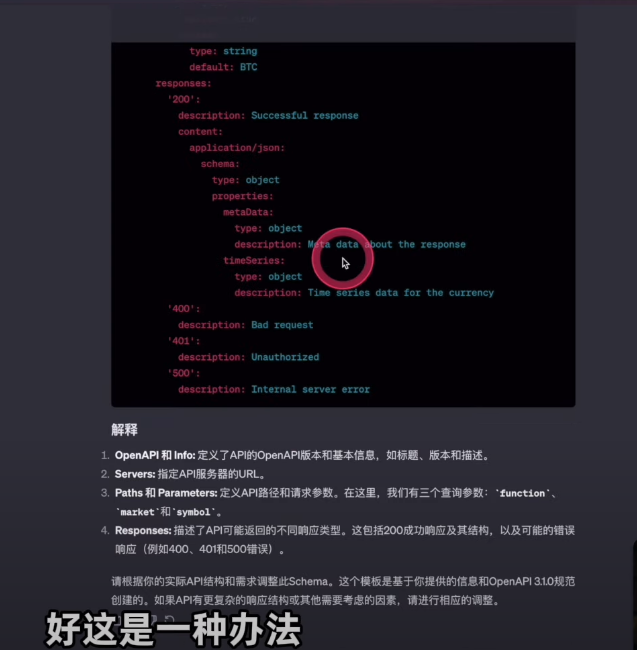 type: string
default: BTC
responses:
'200':
description: Successful response
content:
application/json:
schema:
type: object
properties:
metaData:
type: object
description: Meta data about the response
timeSeries:
type: object
description: Time series data for the currency
'400':
description: Bad request
'401':
description: Unauthorized
'500':
description: Internal server error
解释
1. OpenAPI 和 Info: 定义了API的OpenAPI版本和基本信息，如标题、版本和描述。
2. Servers: 指定API服务器的URL。
3. Paths 和 Parameters: 定义API路径和请求参数。在这里，我们有三个查询参数：`function`、
`market`和`symbol`。
4. Responses: 描述了API可能返回的不同响应类型。这包括200成功响应及其结构，以及可能的错误
响应（例如400、401和500错误）。
请根据你的实际API结构和需求调整此Schema。这个模板是基于你提供的信息和OpenAPI 3.1.0规范
创建的。如果API有更复杂的响应结构或其他需要考虑的因素，请进行相应的调整。
好这是一种办法